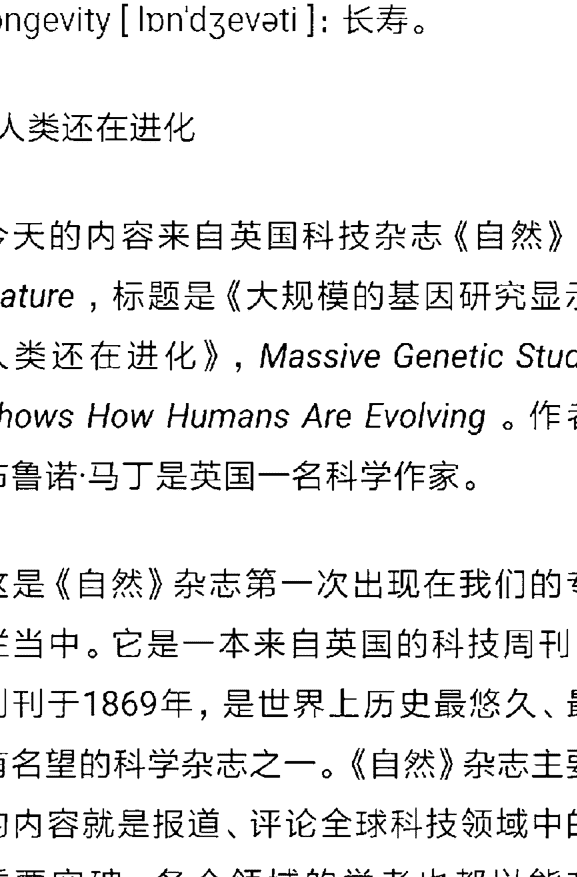 ongevity [ lɒnˈdʒevəti ]：长寿。
人类还在进化
今天的内容来自英国科技杂志《自然》
ature，标题是《大规模的基因研究显示
人类还在进化》，Massive Genetic Stud
hows How Humans Are Evolving。作者
布鲁诺·马丁是英国一名科学作家。
这是《自然》杂志第一次出现在我们的专
栏当中。它是一本来自英国的科技周刊
创刊于1869年，是世界上历史最悠久、最
有名望的科学杂志之一。《自然》杂志主要
的内容就是报道、评论全球科技领域中的